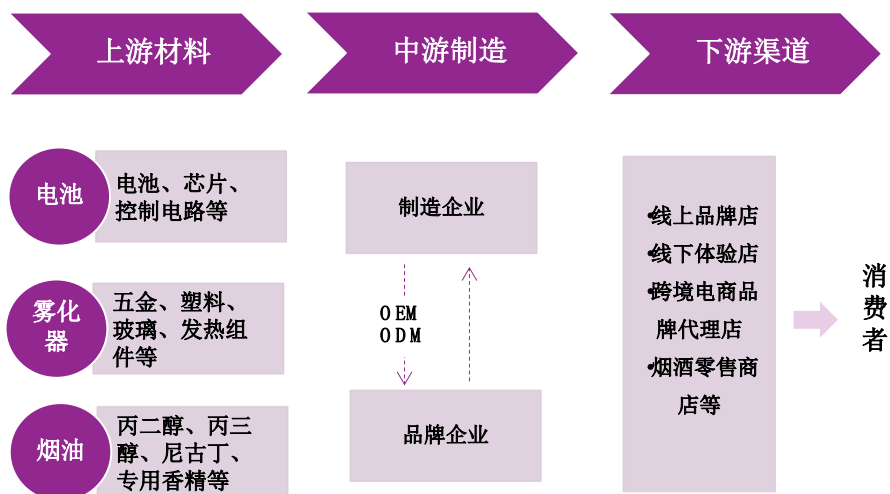 上游材料
中游制造
下游渠道
电池
电池、芯片、
控制电路等
雾化
器
五金、塑料、
玻璃、发热组
件等
烟油
丙二醇、丙三
醇、尼古丁、
专用香精等
制造企业
OEM
ODM
品牌企业
•线上品牌店
•线下体验店
•跨境电商品
牌代理店
•烟酒零售商
店等
消
费
者